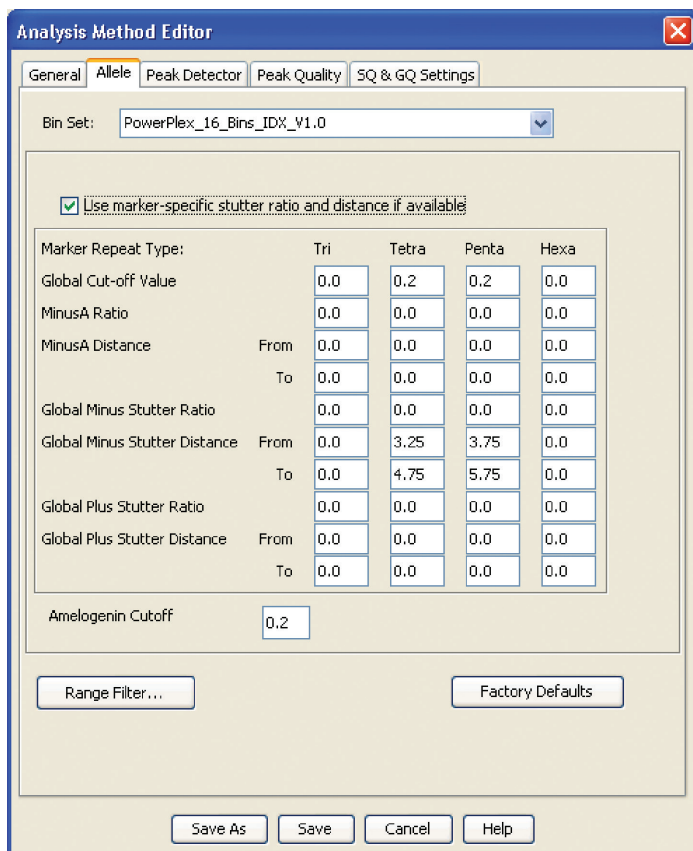 Analysis Method Editor
General Allele Peak Detector Peak Quality SQ & GQ Settings
Bin Set: PowerPlex_16_Bins_IDX_V1.0
Use marker-specific stutter ratio and distance if available
Marker Repeat Type: Tri Tetra Penta Hexa
Global Cut-off Value 0.0 0.2 0.2 0.0
MinusA Ratio 0.0 0.0 0.0 0.0
MinusA Distance From 0.0 0.0 0.0 0.0
To 0.0 0.0 0.0 0.0
Global Minus Stutter Ratio 0.0 0.0 0.0 0.0
Global Minus Stutter Distance From 0.0 3.25 3.75 0.0
To 0.0 4.75 5.75 0.0
Global Plus Stutter Ratio 0.0 0.0 0.0 0.0
Global Plus Stutter Distance From 0.0 0.0 0.0 0.0
To 0.0 0.0 0.0 0.0
Amelogenin Cutoff 0.2
Range Filter... Factory Defaults
Save As Save Cancel Help